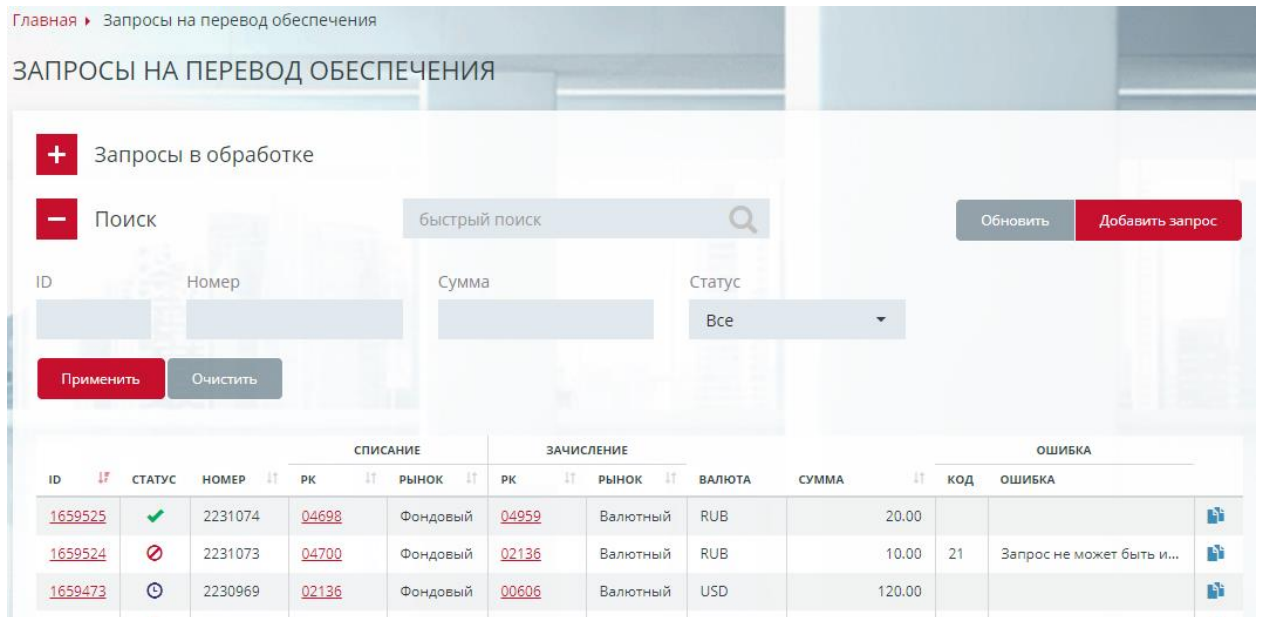 Главная Запросы на перевод обеспечения
ЗАПРОСЫ НА ПЕРЕВОД ОБЕСПЕЧЕНИЯ
+ Запросы в обработке
− Поиск быстрый поиск Обновить Добавить запрос
ID Номер Сумма Статус
Все
Применить Очистить
СПИСАНИЕ ЗАЧИСЛЕНИЕ ОШИБКА
ID СТАТУС НОМЕР РК РЫНОК РК РЫНОК ВАЛЮТА СУММА КОД ОШИБКА
1659525 2231074 04698 Фондовый 04959 Валютный RUB 20.00
1659524 2231073 04700 Фондовый 02136 Валютный RUB 10.00 21 Запрос не может быть и...
1659473 2230969 02136 Фондовый 00606 Валютный USD 120.00